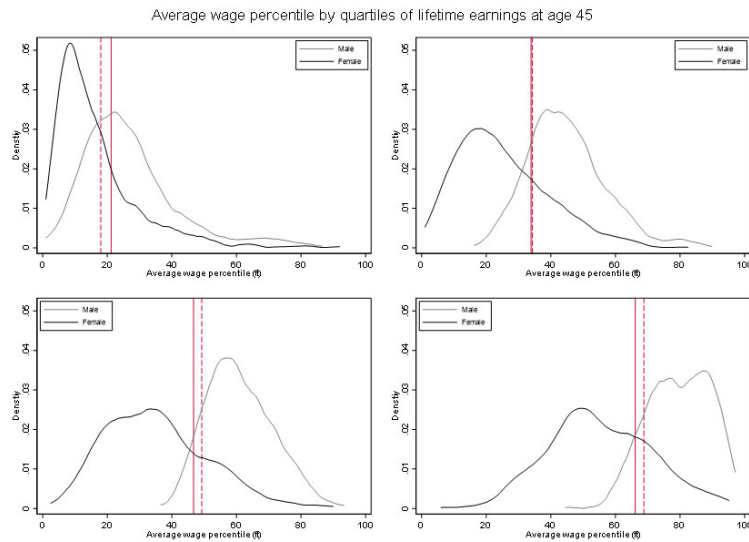 Average wage percentile by quartiles of lifetime earnings at age 45
.05
.04
.03
.02
.01
0
Density
Male
Female
0 20 40 60 80 100
Average wage percentile (ft)
.05
.04
.03
.02
.01
0
Density
Male
Female
0 20 40 60 80 100
Average wage percentile (ft)
.05
.04
.03
.02
.01
0
Density
Male
Female
0 20 40 60 80 100
Average wage percentile (ft)
.05
.04
.03
.02
.01
0
Density
Male
Female
0 20 40 60 80 100
Average wage percentile (ft)